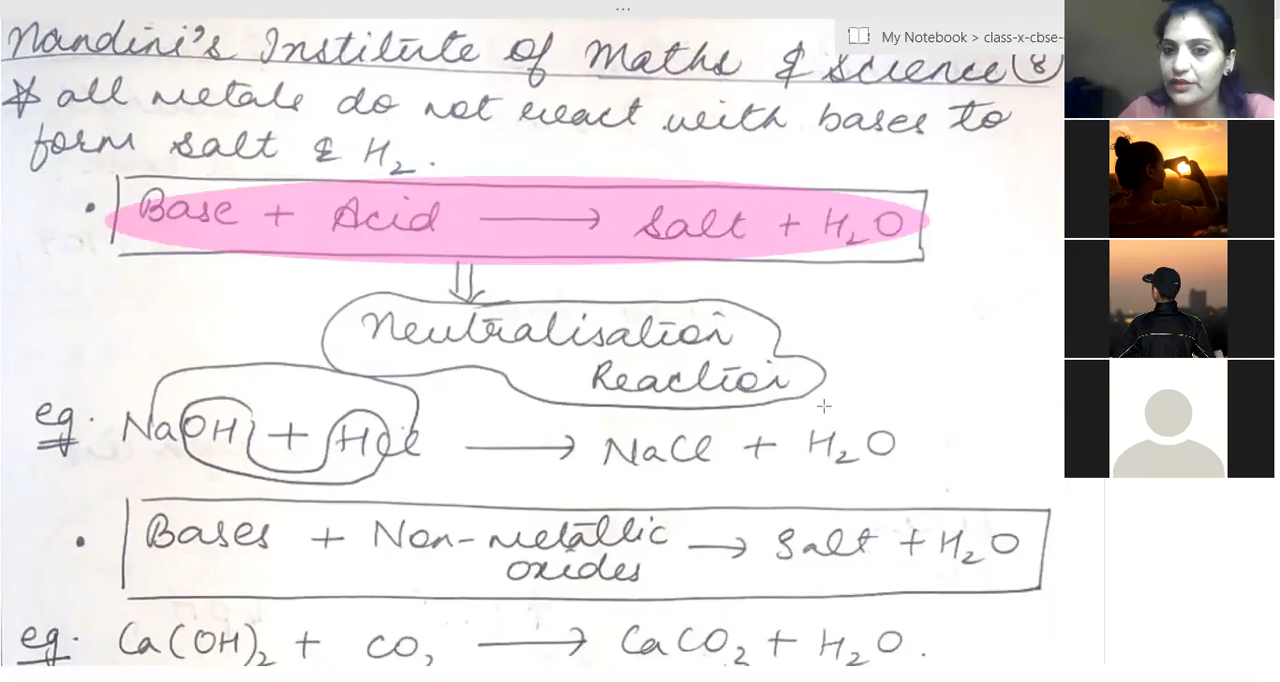 ...
My Notebook > class-x-cbse-
Nandini's Institute of Maths & Science (8)
* all metals do not react with bases to
form salt & H₂.
• Base + Acid ⟶ Salt + H₂O
⇓
Neutralisation
Reaction
eg. NaOH + HCl ⟶ NaCl + H₂O
• Bases + Non-metallic oxides → Salt + H₂O
eg. Ca(OH)₂ + CO₂ ⟶ CaCO₂ + H₂O.